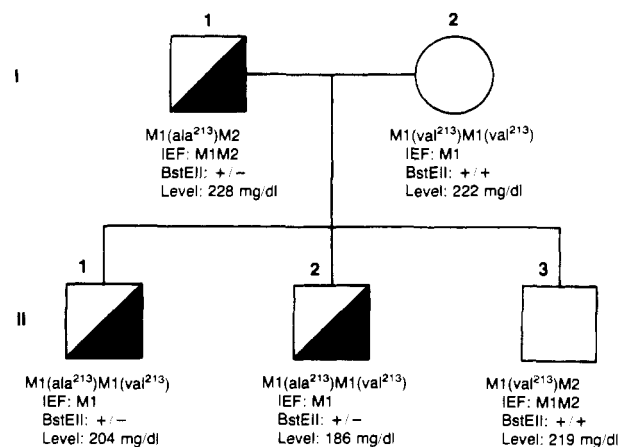 1
2
I
M1(ala²¹³)M2
IEF: M1M2
BstEII: +/−
Level: 228 mg/dl
M1(val²¹³)M1(val²¹³)
IEF: M1
BstEII: +/+
Level: 222 mg/dl
1
2
3
II
M1(ala²¹³)M1(val²¹³)
IEF: M1
BstEII: +/−
Level: 204 mg/dl
M1(ala²¹³)M1(val²¹³)
IEF: M1
BstEII: +/−
Level: 186 mg/dl
M1(val²¹³)M2
IEF: M1M2
BstEII: +/+
Level: 219 mg/dl